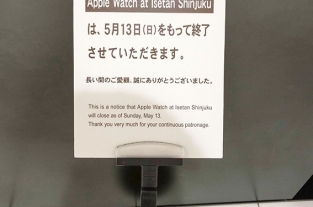 Apple Watch at Isetan Shinjuku
は、5月13日(日)をもって終了
させていただきます。
長い間のご愛顧、誠にありがとうございました。
This is a notice that Apple Watch at Isetan Shinjuku
will close as of Sunday, May 13.
Thank you very much for your continuous patronage.